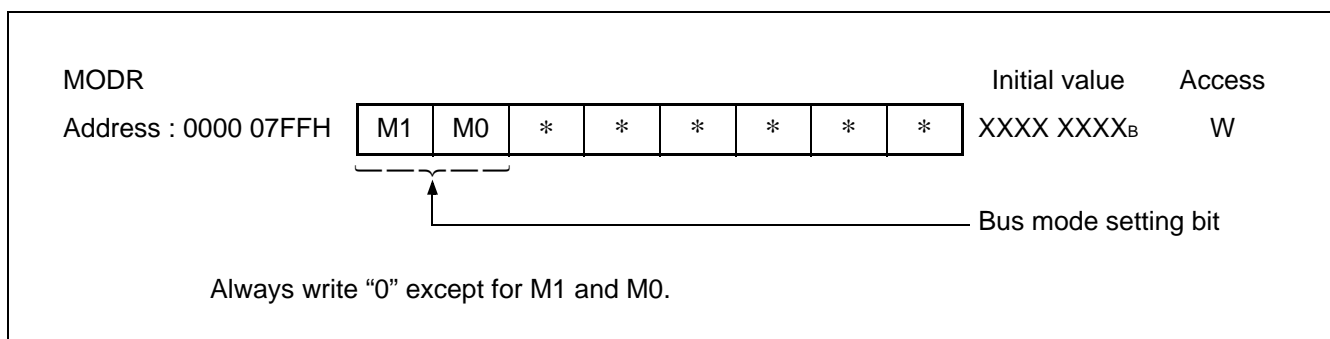 MODR Initial value Access
Address : 0000 07FFH M1 M0 * * * * * * XXXX XXXXB W
Bus mode setting bit
Always write “0” except for M1 and M0.